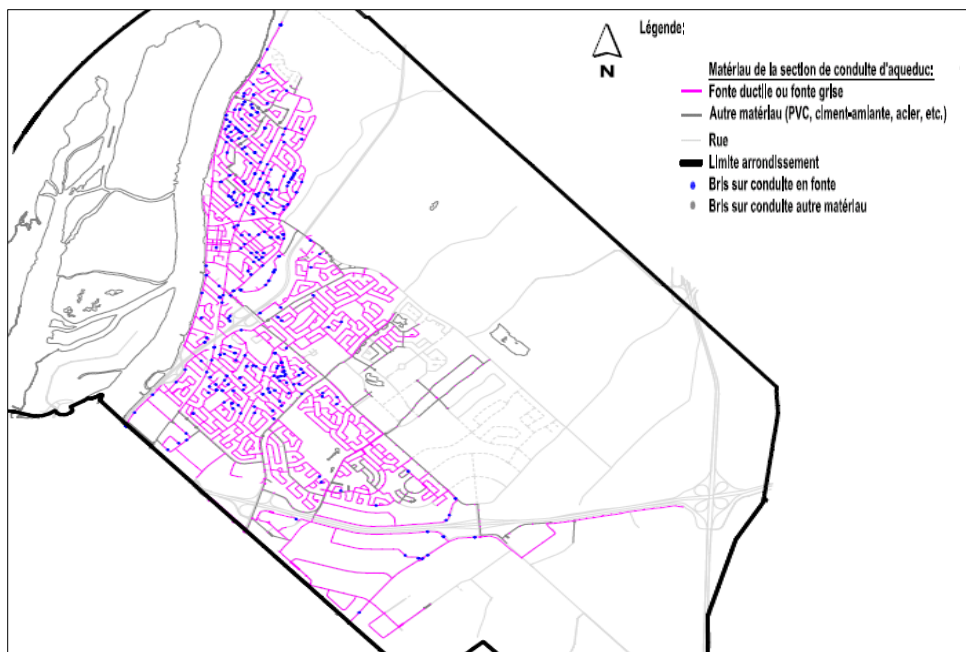 Légende:
N
Matériau de la section de conduite d'aqueduc:
Fonte ductile ou fonte grise
Autre matériau (PVC, ciment-amiante, acier, etc.)
Rue
Limite arrondissement
Bris sur conduite en fonte
Bris sur conduite autre matériau